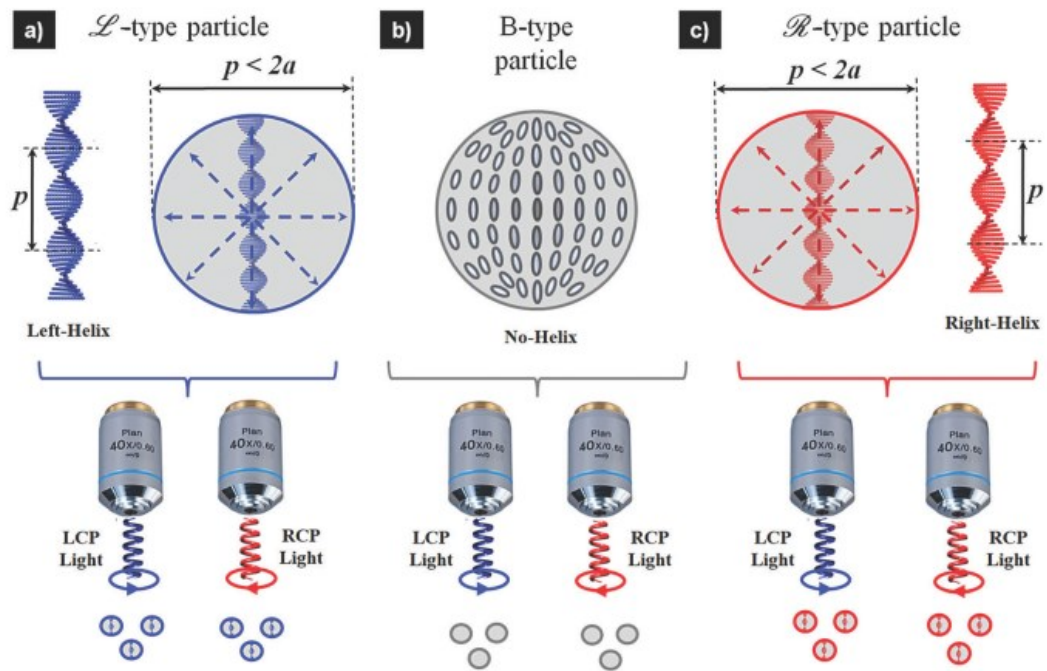 a)
ℒ-type particle
p < 2a
p
Left-Helix
b)
B-type
particle
No-Helix
c)
ℛ-type particle
p < 2a
p
Right-Helix
Plan
40X/0.60
Plan
40X/0.60
Plan
40X/0.60
Plan
40X/0.60
Plan
40X/0.60
Plan
40X/0.60
LCP
Light
RCP
Light
LCP
Light
RCP
Light
LCP
Light
RCP
Light